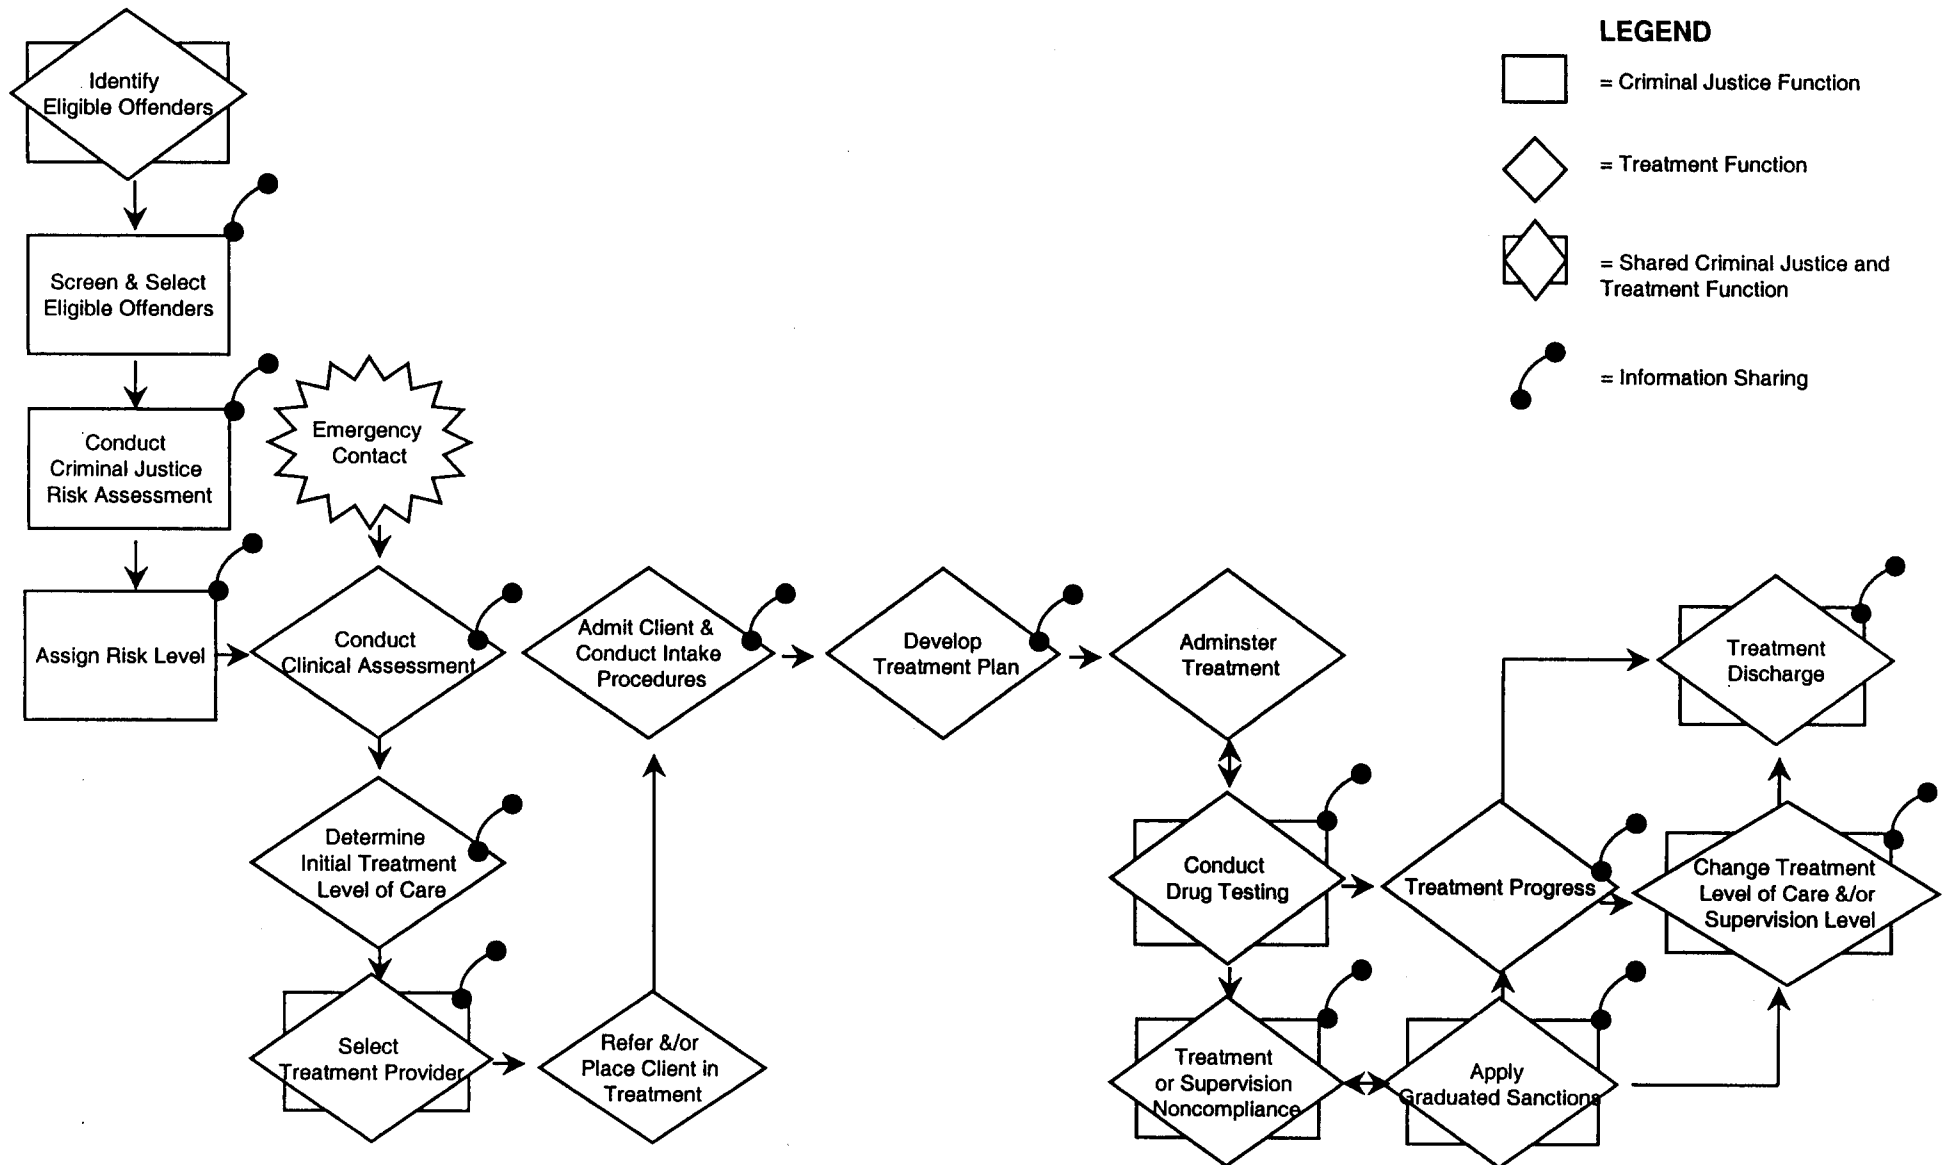 Identify
Eligible Offenders
Screen & Select
Eligible Offenders
Conduct
Criminal Justice
Risk Assessment
Assign Risk Level
Emergency
Contact
Conduct
Clinical Assessment
Determine
Initial Treatment
Level of Care
Select
Treatment Provider
Refer &/or
Place Client in
Treatment
Admit Client &
Conduct Intake
Procedures
Develop
Treatment Plan
Adminster
Treatment
Conduct
Drug Testing
Treatment
or Supervision
Noncompliance
Apply
Graduated Sanctions
Treatment Progress
Change Treatment
Level of Care &/or
Supervision Level
Treatment
Discharge
LEGEND
= Criminal Justice Function
= Treatment Function
= Shared Criminal Justice and
Treatment Function
= Information Sharing